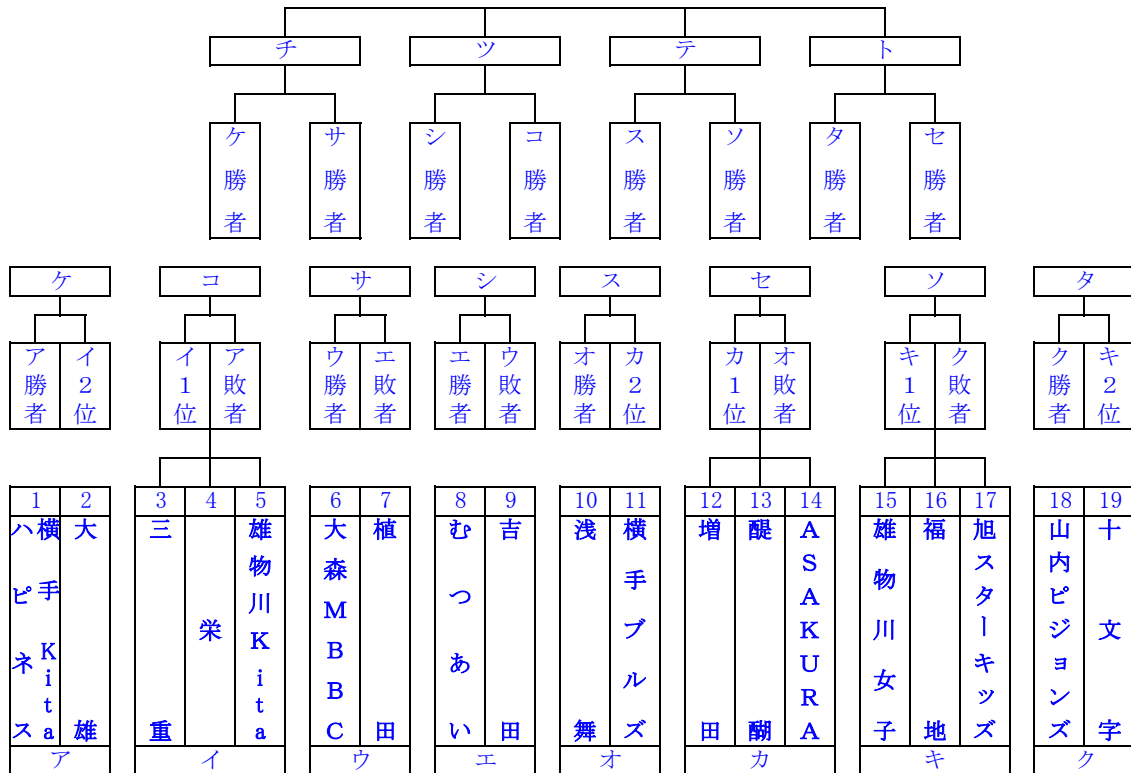 チ ツ テ ト
ケ勝者 サ勝者 シ勝者 コ勝者 ス勝者 ソ勝者 タ勝者 セ勝者
ケ コ サ シ ス セ ソ タ
ア勝者 イ2位 イ1位 ア敗者 ウ勝者 エ敗者 エ勝者 ウ敗者 オ勝者 カ2位 カ1位 オ敗者 キ1位 ク敗者 ク勝者 キ2位
1 2 3 4 5 6 7 8 9 10 11 12 13 14 15 16 17 18 19
横手Kita
ハピネス
大雄
三重
栄
雄物川Kita
大森MBBC
植田
むつあい
吉田
浅舞
横手ブルズ
増田
醍醐
ASAKURA
雄物川女子
福地
旭スターキッズ
山内ピジョンズ
十文字
ア イ ウ エ オ カ キ ク